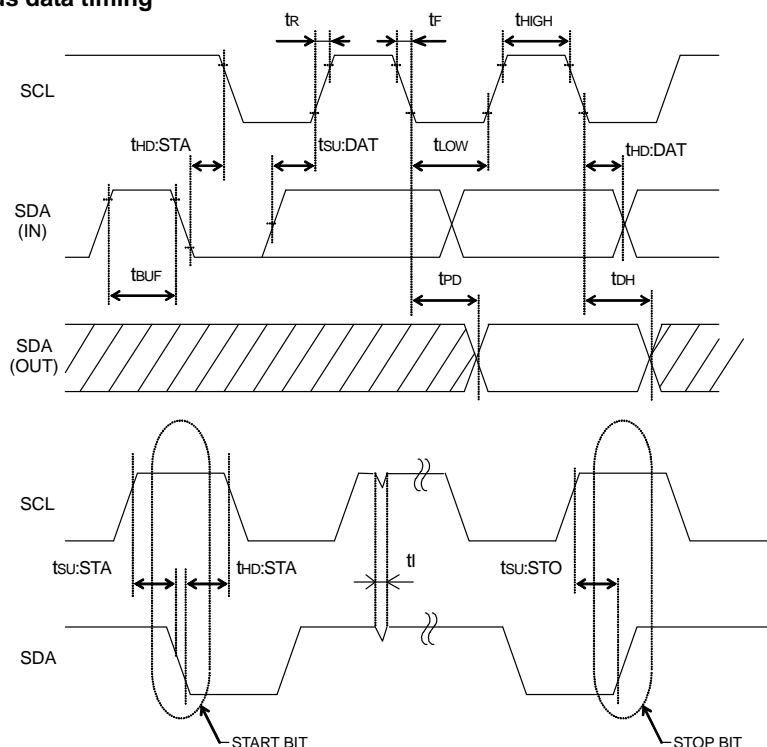 us data timing
tR
tF
tHIGH
SCL
tHD:STA
tSU:DAT
tLOW
tHD:DAT
SDA
(IN)
tBUF
tPD
tDH
SDA
(OUT)
SCL
tSU:STA
tHD:STA
tI
tSU:STO
SDA
START BIT
STOP BIT